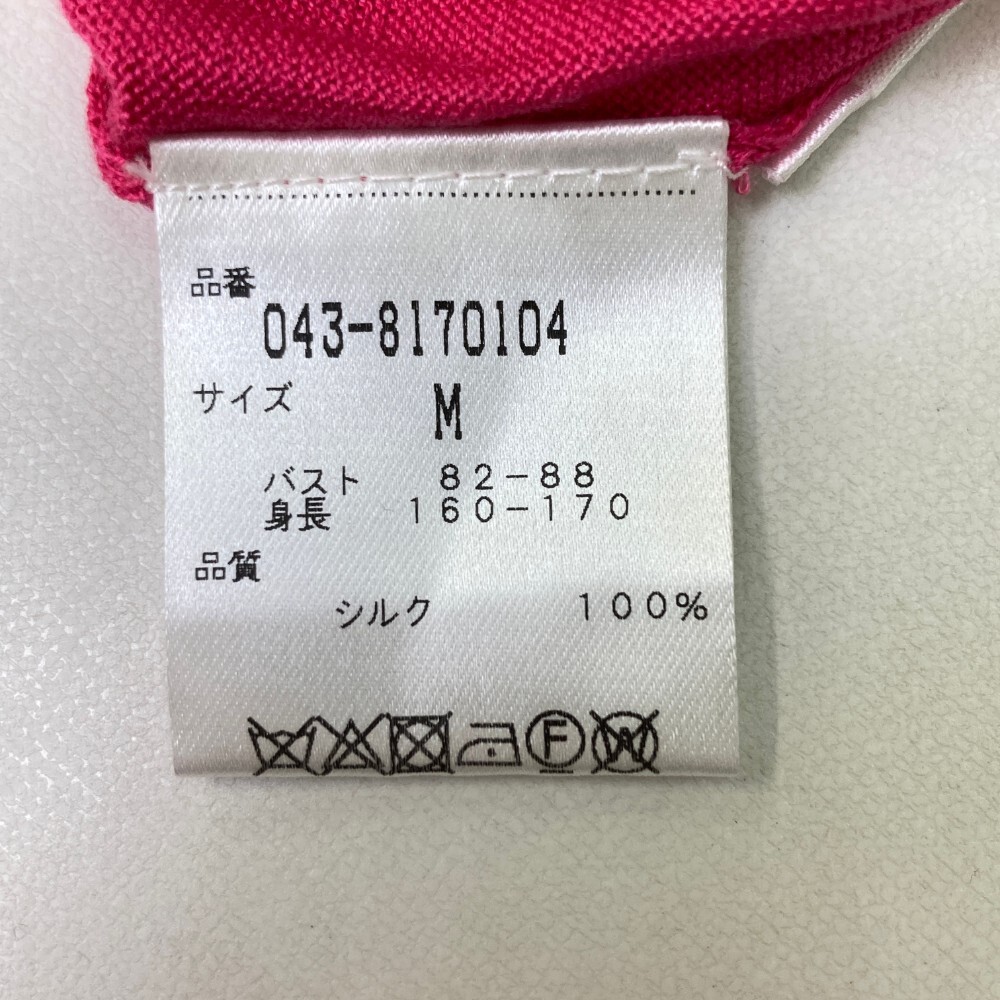 品番
043-8170104
サイズ
M
バスト 82-88
身長 160-170
品質
シルク 100%
F
W